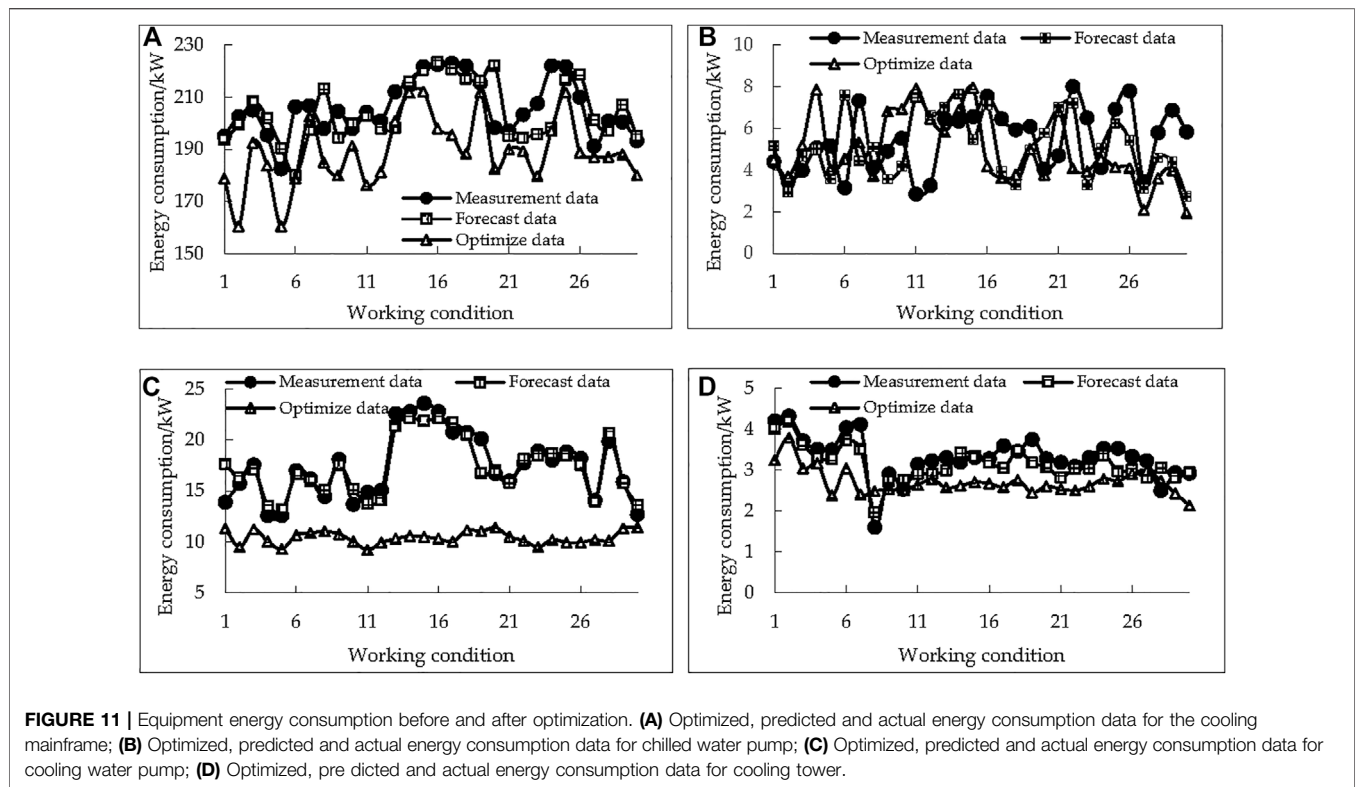 A
Energy consumption/kW
230
210
190
170
150
Measurement data
Forecast data
Optimize data
1 6 11 16 21 26
Working condition
B
Energy consumption/kW
10
8
6
4
2
0
Measurement data Forecast data
Optimize data
1 6 11 16 21 26
Working condition
C
Energy consumption/kW
25
20
15
10
5
Measurement data Forecast data
Optimize data
1 6 11 16 21 26
Working condition
D
Energy consumption/kW
5
4
3
2
1
0
Measurement data Forecast data
Optimize data
1 6 11 16 21 26
Working condition
FIGURE 11 | Equipment energy consumption before and after optimization. (A) Optimized, predicted and actual energy consumption data for the cooling
mainframe; (B) Optimized, predicted and actual energy consumption data for chilled water pump; (C) Optimized, predicted and actual energy consumption data for
cooling water pump; (D) Optimized, pre dicted and actual energy consumption data for cooling tower.